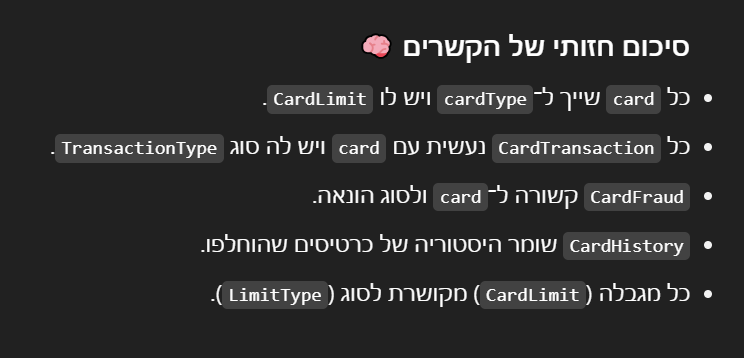 סיכום חזותי של הקשרים 🧠
• כל card שייך ל־cardType ויש לו CardLimit.
• כל CardTransaction נעשית עם card ויש לה סוג TransactionType.
• CardFraud קשורה ל־card ולסוג הונאה.
• CardHistory שומר היסטוריה של כרטיסים שהוחלפו.
• כל מגבלה (CardLimit) מקושרת לסוג (LimitType).